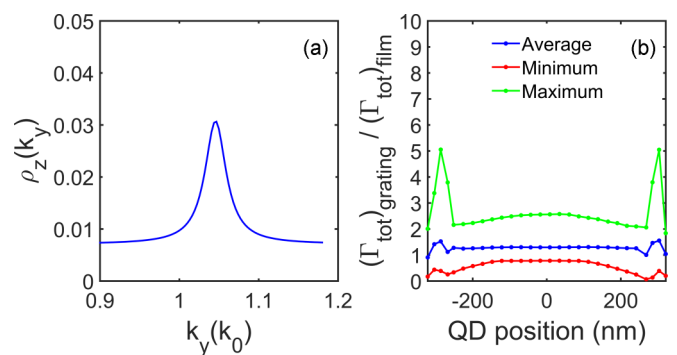 0.05
0.04
0.03
0.02
0.01
0
0.9
1
1.1
1.2
ρz(ky)
ky(k0)
(a)
10
9
8
7
6
5
4
3
2
1
0
-200
0
200
(Γtot)grating / (Γtot)film
QD position (nm)
Average
Minimum
Maximum
(b)